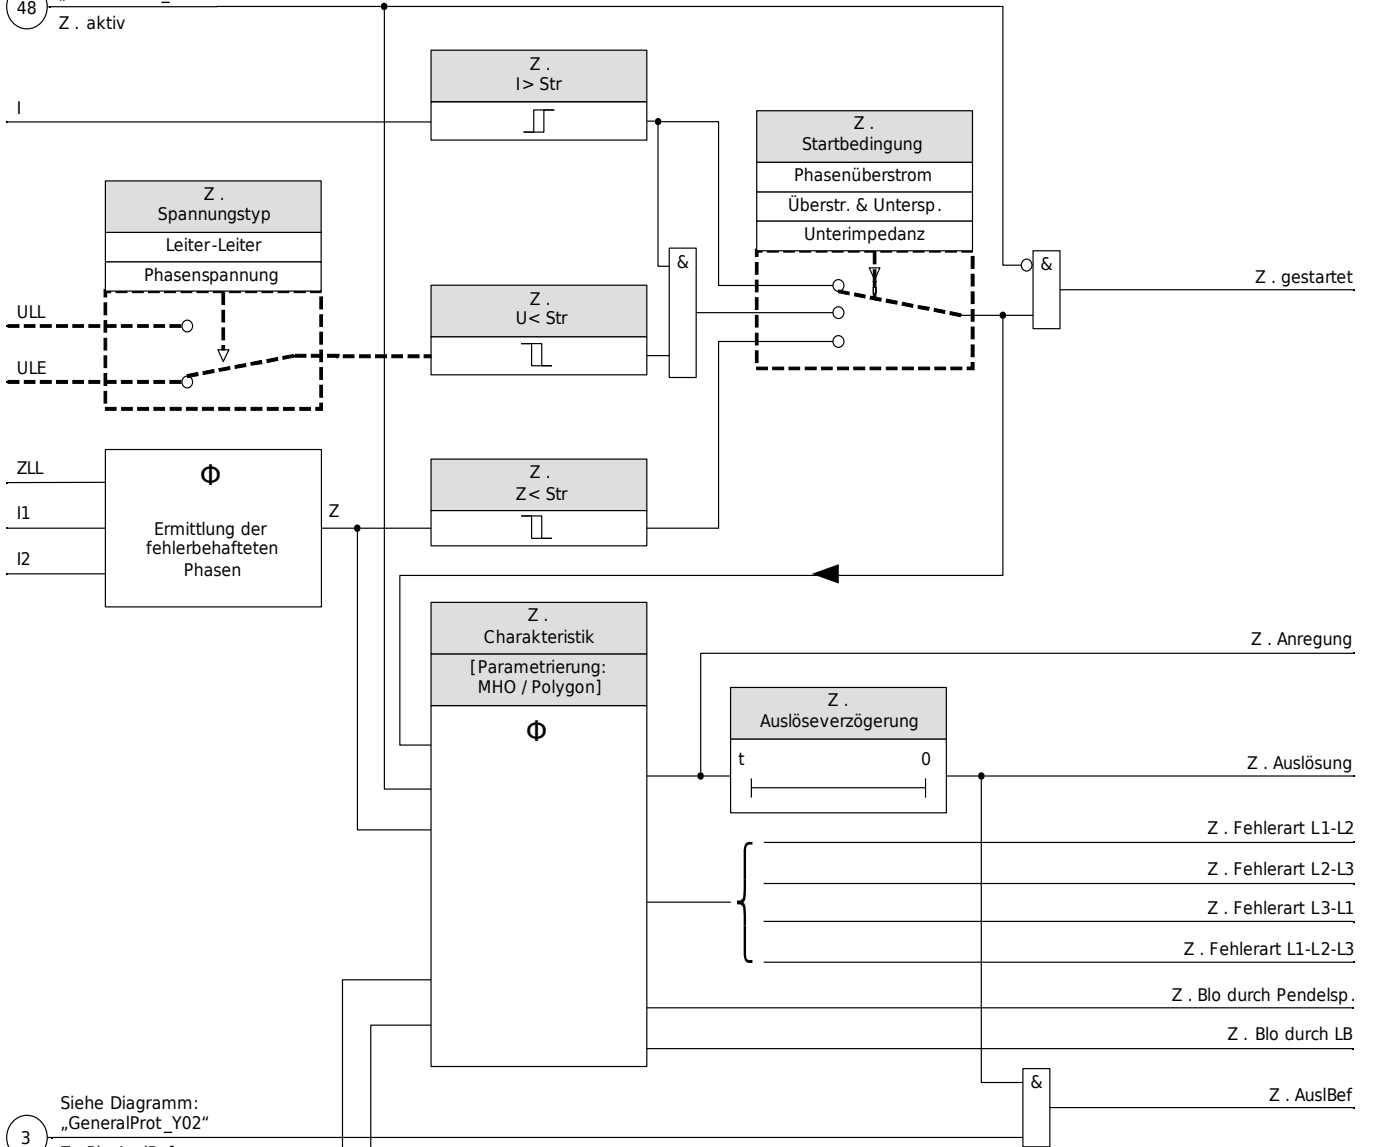 48
Z . aktiv
Z .
I> Str
I
Z .
Startbedingung
Phasenüberstrom
Überstr. & Untersp.
Unterimpedanz
Z .
Spannungstyp
Leiter-Leiter
Phasenspannung
&
&
Z . gestartet
ULL
Z .
U< Str
ULE
ZLL
Φ
Z .
Z< Str
I1
Z
Ermittlung der
fehlerbehafteten
Phasen
I2
Z .
Charakteristik
[Parametrierung:
MHO / Polygon]
Φ
Z . Anregung
Z .
Auslöseverzögerung
t
0
Z . Auslösung
Z . Fehlerart L1-L2
Z . Fehlerart L2-L3
Z . Fehlerart L3-L1
Z . Fehlerart L1-L2-L3
Z . Blo durch Pendelsp.
Z . Blo durch LB
&
Z . AuslBef
Siehe Diagramm:
„GeneralProt_Y02“
3